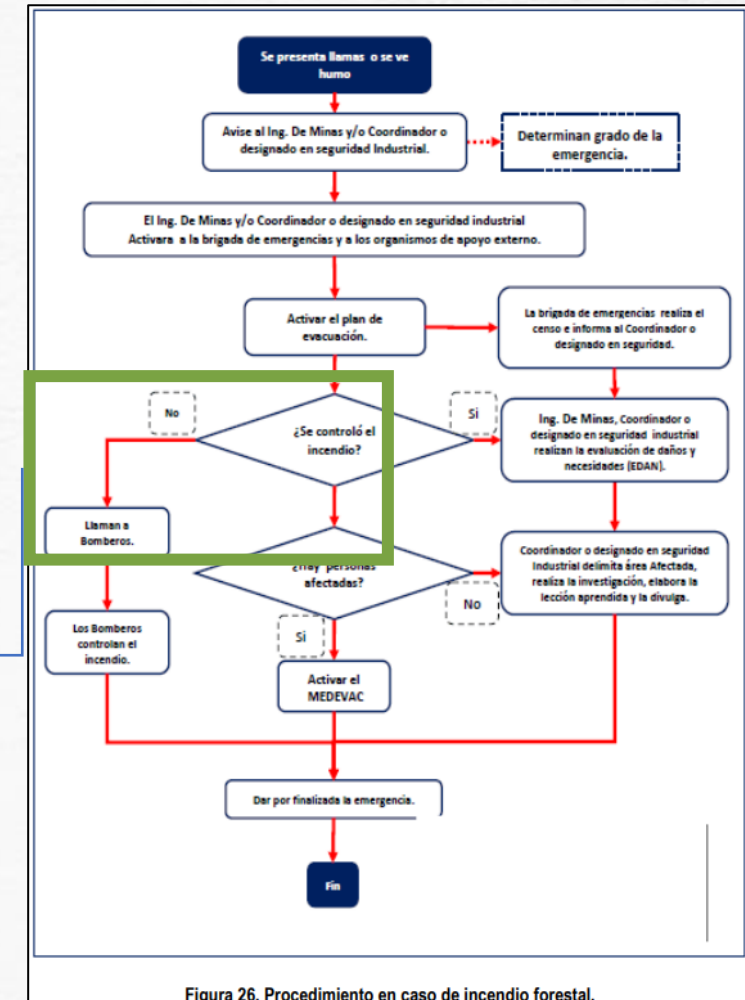 Se presenta llamas o se ve
humo
Avise al Ing. De Minas y/o Coordinador o
designado en seguridad Industrial.
Determinan grado de la
emergencia.
El Ing. De Minas y/o Coordinador o designado en seguridad industrial
Activara a la brigada de emergencias y a los organismos de apoyo externo.
Activar el plan de
evacuación.
La brigada de emergencias realiza el
censo e informa al Coordinador o
designado en seguridad.
No
¿Se controló el
incendio?
Si
Ing. De Minas, Coordinador o
designado en seguridad industrial
realizan la evaluación de daños y
necesidades (EDAN).
Llaman a
Bomberos.
¿Hay personas
afectadas?
No
Coordinador o designado en seguridad
Industrial delimita área Afectada,
realiza la investigación, elabora la
lección aprendida y la divulga.
Los Bomberos
controlan el
incendio.
Si
Activar el
MEDEVAC
Dar por finalizada la emergencia.
Fin
Figura 26. Procedimiento en caso de incendio forestal.